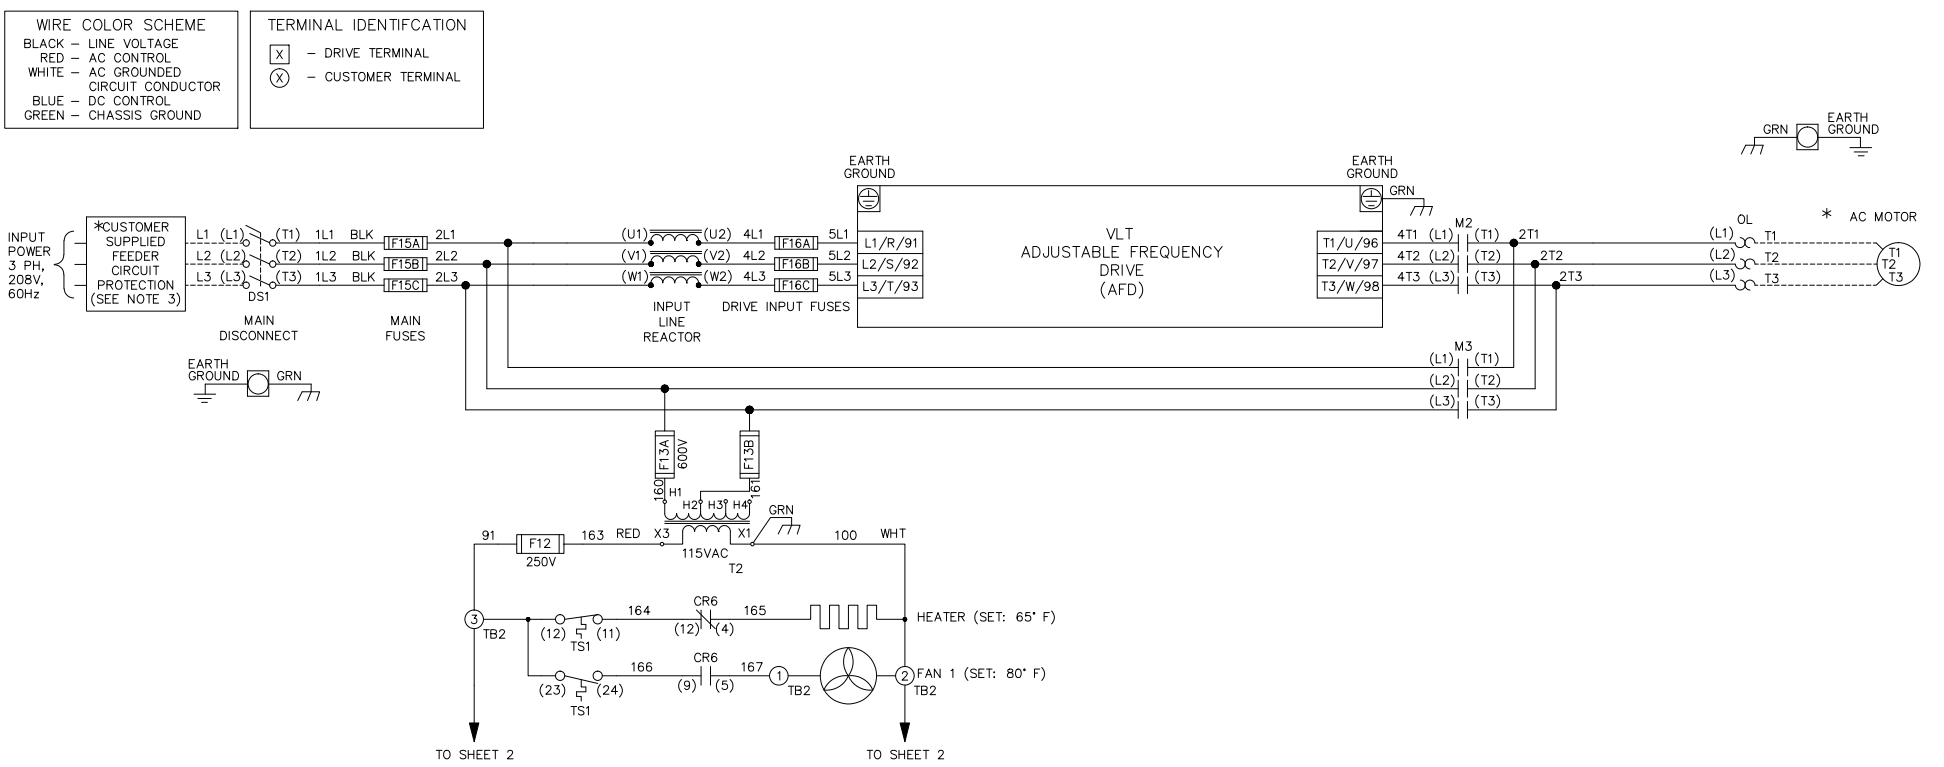 WIRE COLOR SCHEME
BLACK – LINE VOLTAGE
RED – AC CONTROL
WHITE – AC GROUNDED
CIRCUIT CONDUCTOR
BLUE – DC CONTROL
GREEN – CHASSIS GROUND
TERMINAL IDENTIFCATION
X – DRIVE TERMINAL
X – CUSTOMER TERMINAL
GRN
EARTH
GROUND
INPUT
POWER
3 PH,
208V,
60Hz
*CUSTOMER
SUPPLIED
FEEDER
CIRCUIT
PROTECTION
(SEE NOTE 3)
L1 (L1) (T1) 1L1 BLK F15A 2L1
L2 (L2) (T2) 1L2 BLK F15B 2L2
L3 (L3) (T3) 1L3 BLK F15C 2L3
DS1
MAIN
DISCONNECT
MAIN
FUSES
(U1) (U2) 4L1 F16A 5L1
(V1) (V2) 4L2 F16B 5L2
(W1) (W2) 4L3 F16C 5L3
INPUT
LINE
REACTOR
DRIVE INPUT FUSES
EARTH
GROUND
L1/R/91
L2/S/92
L3/T/93
VLT
ADJUSTABLE FREQUENCY
DRIVE
(AFD)
EARTH
GROUND
GRN
T1/U/96
T2/V/97
T3/W/98
M2
4T1 (L1) (T1) 2T1
4T2 (L2) (T2) 2T2
4T3 (L3) (T3) 2T3
OL
(L1) T1
(L2) T2
(L3) T3
* AC MOTOR
T1
T2
T3
M3
(L1) (T1)
(L2) (T2)
(L3) (T3)
EARTH
GROUND
GRN
F13A
600V
F13B
160
161
H1
H2 H3 H4
GRN
91 F12 163 RED X3 X1 100 WHT
250V
115VAC
T2
3
TB2
(12) (11)
TS1
164
CR6
(12) (4)
165
HEATER (SET: 65° F)
(23) (24)
TS1
166
CR6
(9) (5)
167
1
TB2
2
TB2
FAN 1 (SET: 80° F)
TO SHEET 2
TO SHEET 2